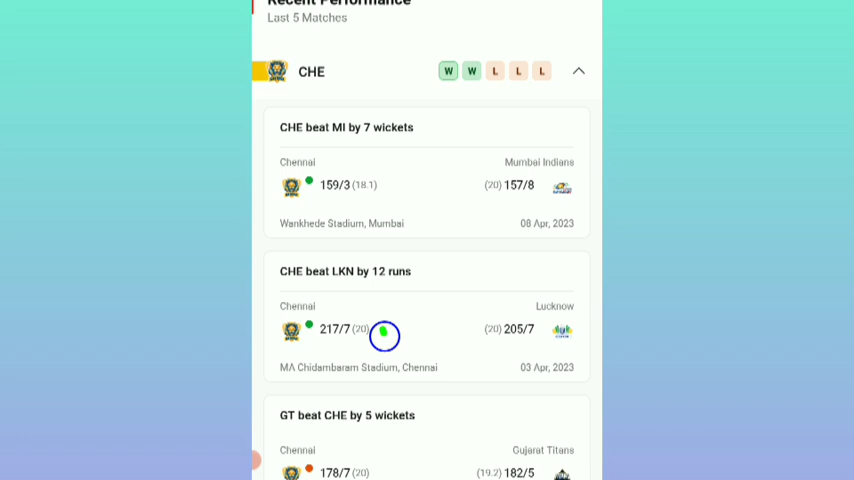 Recent Performance
Last 5 Matches
CHE W W L L L
CHE beat MI by 7 wickets
Chennai Mumbai Indians
159/3 (18.1) (20) 157/8
Wankhede Stadium, Mumbai 08 Apr, 2023
CHE beat LKN by 12 runs
Chennai Lucknow
217/7 (20) (20) 205/7
MA Chidambaram Stadium, Chennai 03 Apr, 2023
GT beat CHE by 5 wickets
Chennai Gujarat Titans
178/7 (20) (19.2) 182/5